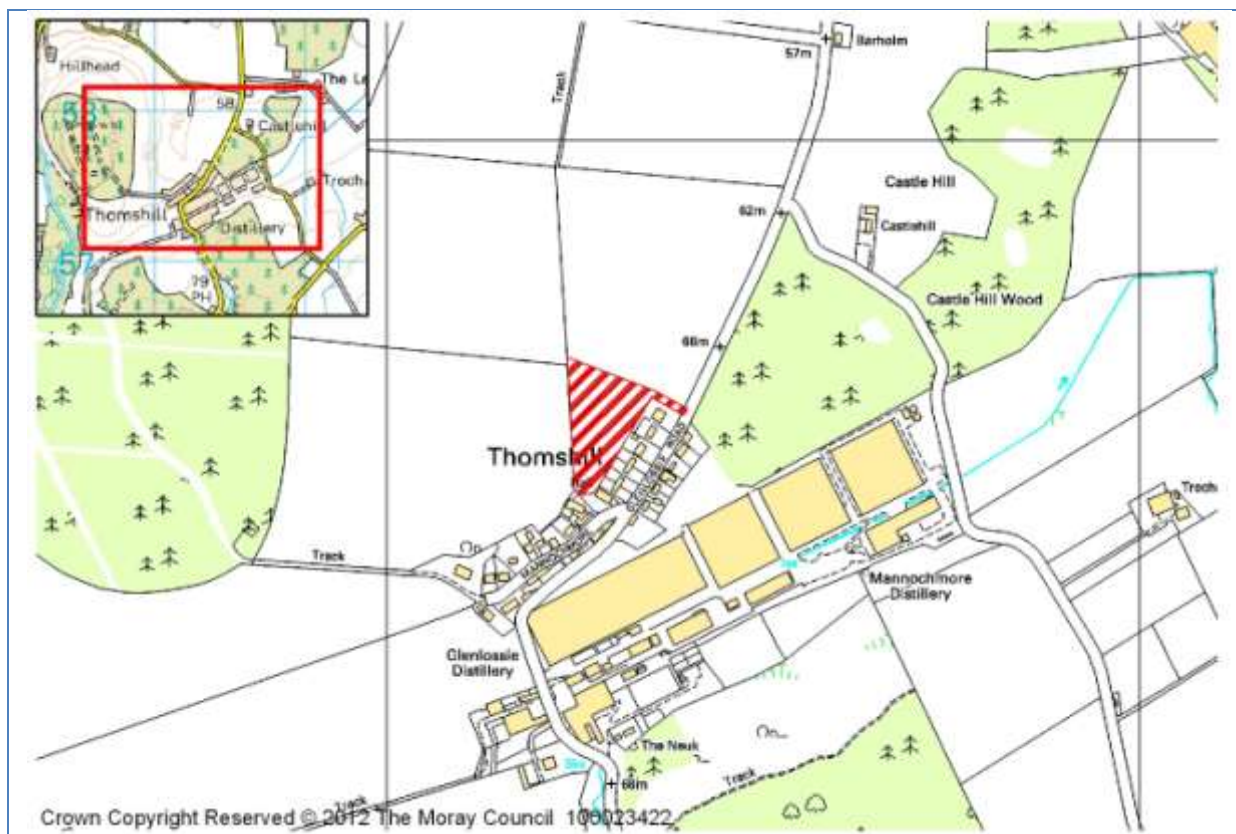 Hillhead
The Le
58
58
Castlehill
Troch
Thomshill
Distillery
57
79
PH
Barholm
57m
Track
Castle Hill
62m
Castlehill
Castle Hill Wood
66m
Thomshill
Troch
Track
Mannochmore
Distillery
Glenlossie
Distillery
The Neuk
68m
Track
Track
Crown Copyright Reserved © 2012 The Moray Council 100023422